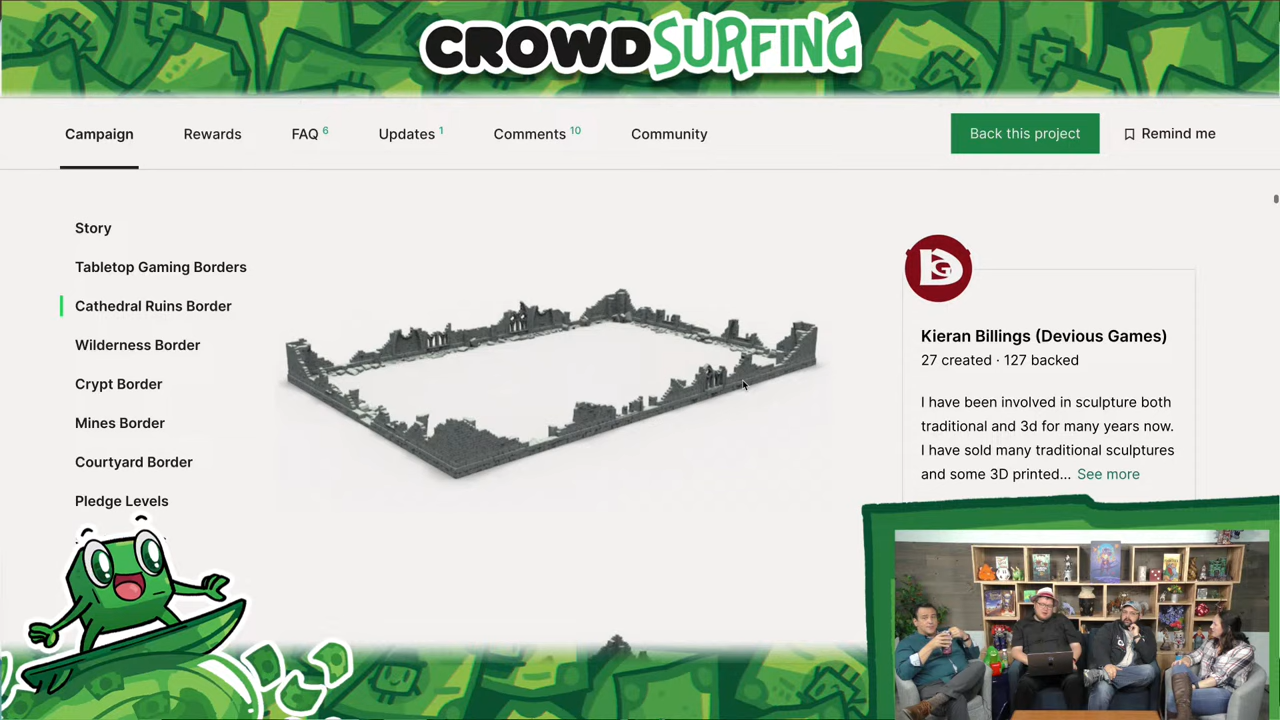 CROWDSURFING
Campaign
Rewards
FAQ 6
Updates 1
Comments 10
Community
Back this project
Remind me
Story
Tabletop Gaming Borders
Cathedral Ruins Border
Wilderness Border
Crypt Border
Mines Border
Courtyard Border
Pledge Levels
DG
Kieran Billings (Devious Games)
27 created · 127 backed
I have been involved in sculpture both
traditional and 3d for many years now.
I have sold many traditional sculptures
and some 3D printed... See more